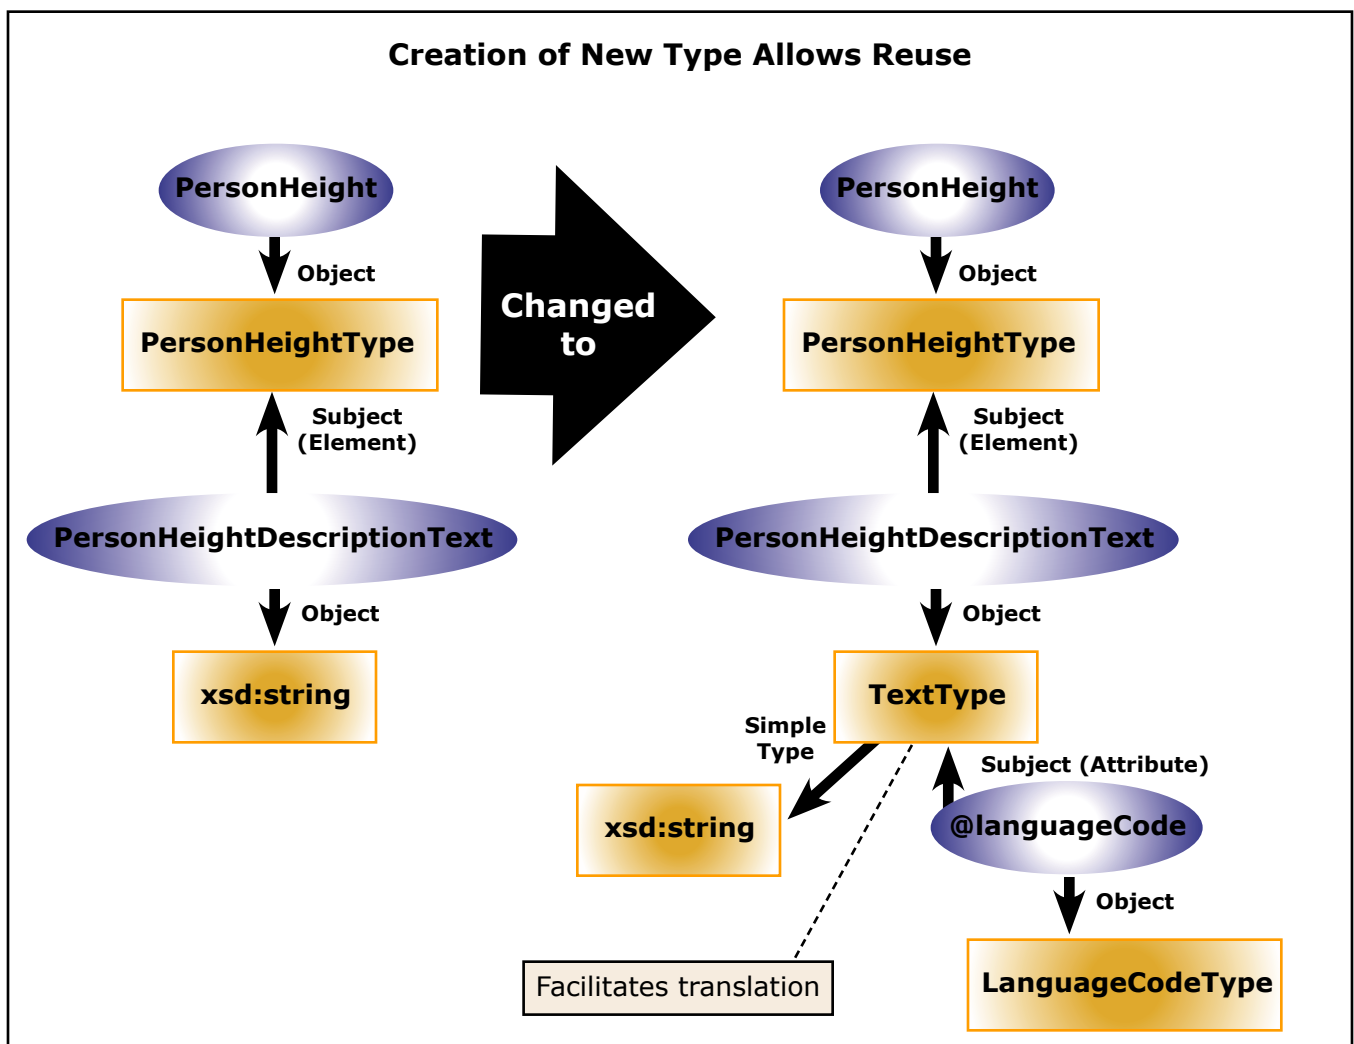 Creation of New Type Allows Reuse
PersonHeight
Object
PersonHeightType
Subject
(Element)
PersonHeightDescriptionText
Object
xsd:string
Changed
to
PersonHeight
Object
PersonHeightType
Subject
(Element)
PersonHeightDescriptionText
Object
TextType
Simple
Type
xsd:string
Subject (Attribute)
@languageCode
Object
LanguageCodeType
Facilitates translation